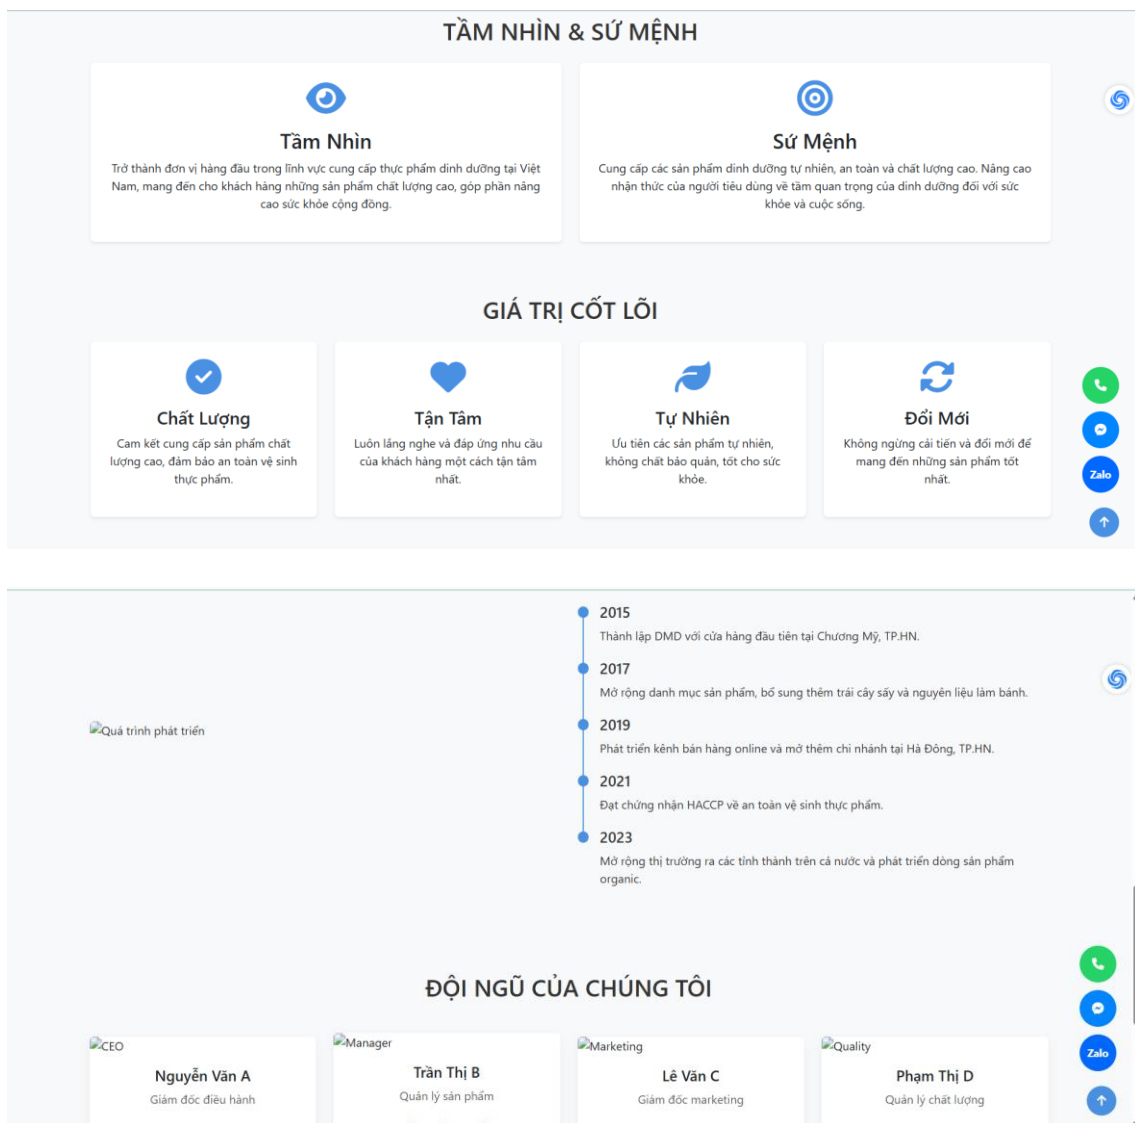 TẦM NHÌN & SỨ MỆNH
Tầm Nhìn
Trở thành đơn vị hàng đầu trong lĩnh vực cung cấp thực phẩm dinh dưỡng tại Việt
Nam, mang đến cho khách hàng những sản phẩm chất lượng cao, góp phần nâng
cao sức khỏe cộng đồng.
Sứ Mệnh
Cung cấp các sản phẩm dinh dưỡng tự nhiên, an toàn và chất lượng cao. Nâng cao
nhận thức của người tiêu dùng về tầm quan trọng của dinh dưỡng đối với sức
khỏe và cuộc sống.
GIÁ TRỊ CỐT LÕI
Chất Lượng
Cam kết cung cấp sản phẩm chất
lượng cao, đảm bảo an toàn vệ sinh
thực phẩm.
Tận Tâm
Luôn lắng nghe và đáp ứng nhu cầu
của khách hàng một cách tận tâm
nhất.
Tự Nhiên
Ưu tiên các sản phẩm tự nhiên,
không chất bảo quản, tốt cho sức
khỏe.
Đổi Mới
Không ngừng cải tiến và đổi mới để
mang đến những sản phẩm tốt
nhất.
Zalo
Quá trình phát triển
2015
Thành lập DMD với cửa hàng đầu tiên tại Chương Mỹ, TP.HN.
2017
Mở rộng danh mục sản phẩm, bổ sung thêm trái cây sấy và nguyên liệu làm bánh.
2019
Phát triển kênh bán hàng online và mở thêm chi nhánh tại Hà Đông, TP.HN.
2021
Đạt chứng nhận HACCP về an toàn vệ sinh thực phẩm.
2023
Mở rộng thị trường ra các tỉnh thành trên cả nước và phát triển dòng sản phẩm
organic.
ĐỘI NGŨ CỦA CHÚNG TÔI
CEO
Nguyễn Văn A
Giám đốc điều hành
Manager
Trần Thị B
Quản lý sản phẩm
Marketing
Lê Văn C
Giám đốc marketing
Quality
Phạm Thị D
Quản lý chất lượng
Zalo